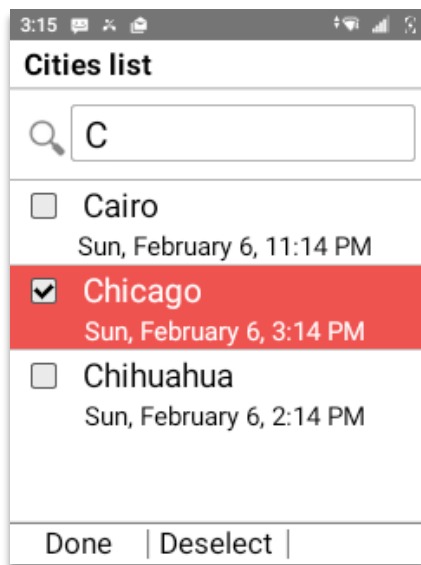 3:15
Cities list
C
Cairo
Sun, February 6, 11:14 PM
Chicago
Sun, February 6, 3:14 PM
Chihuahua
Sun, February 6, 2:14 PM
Done | Deselect |